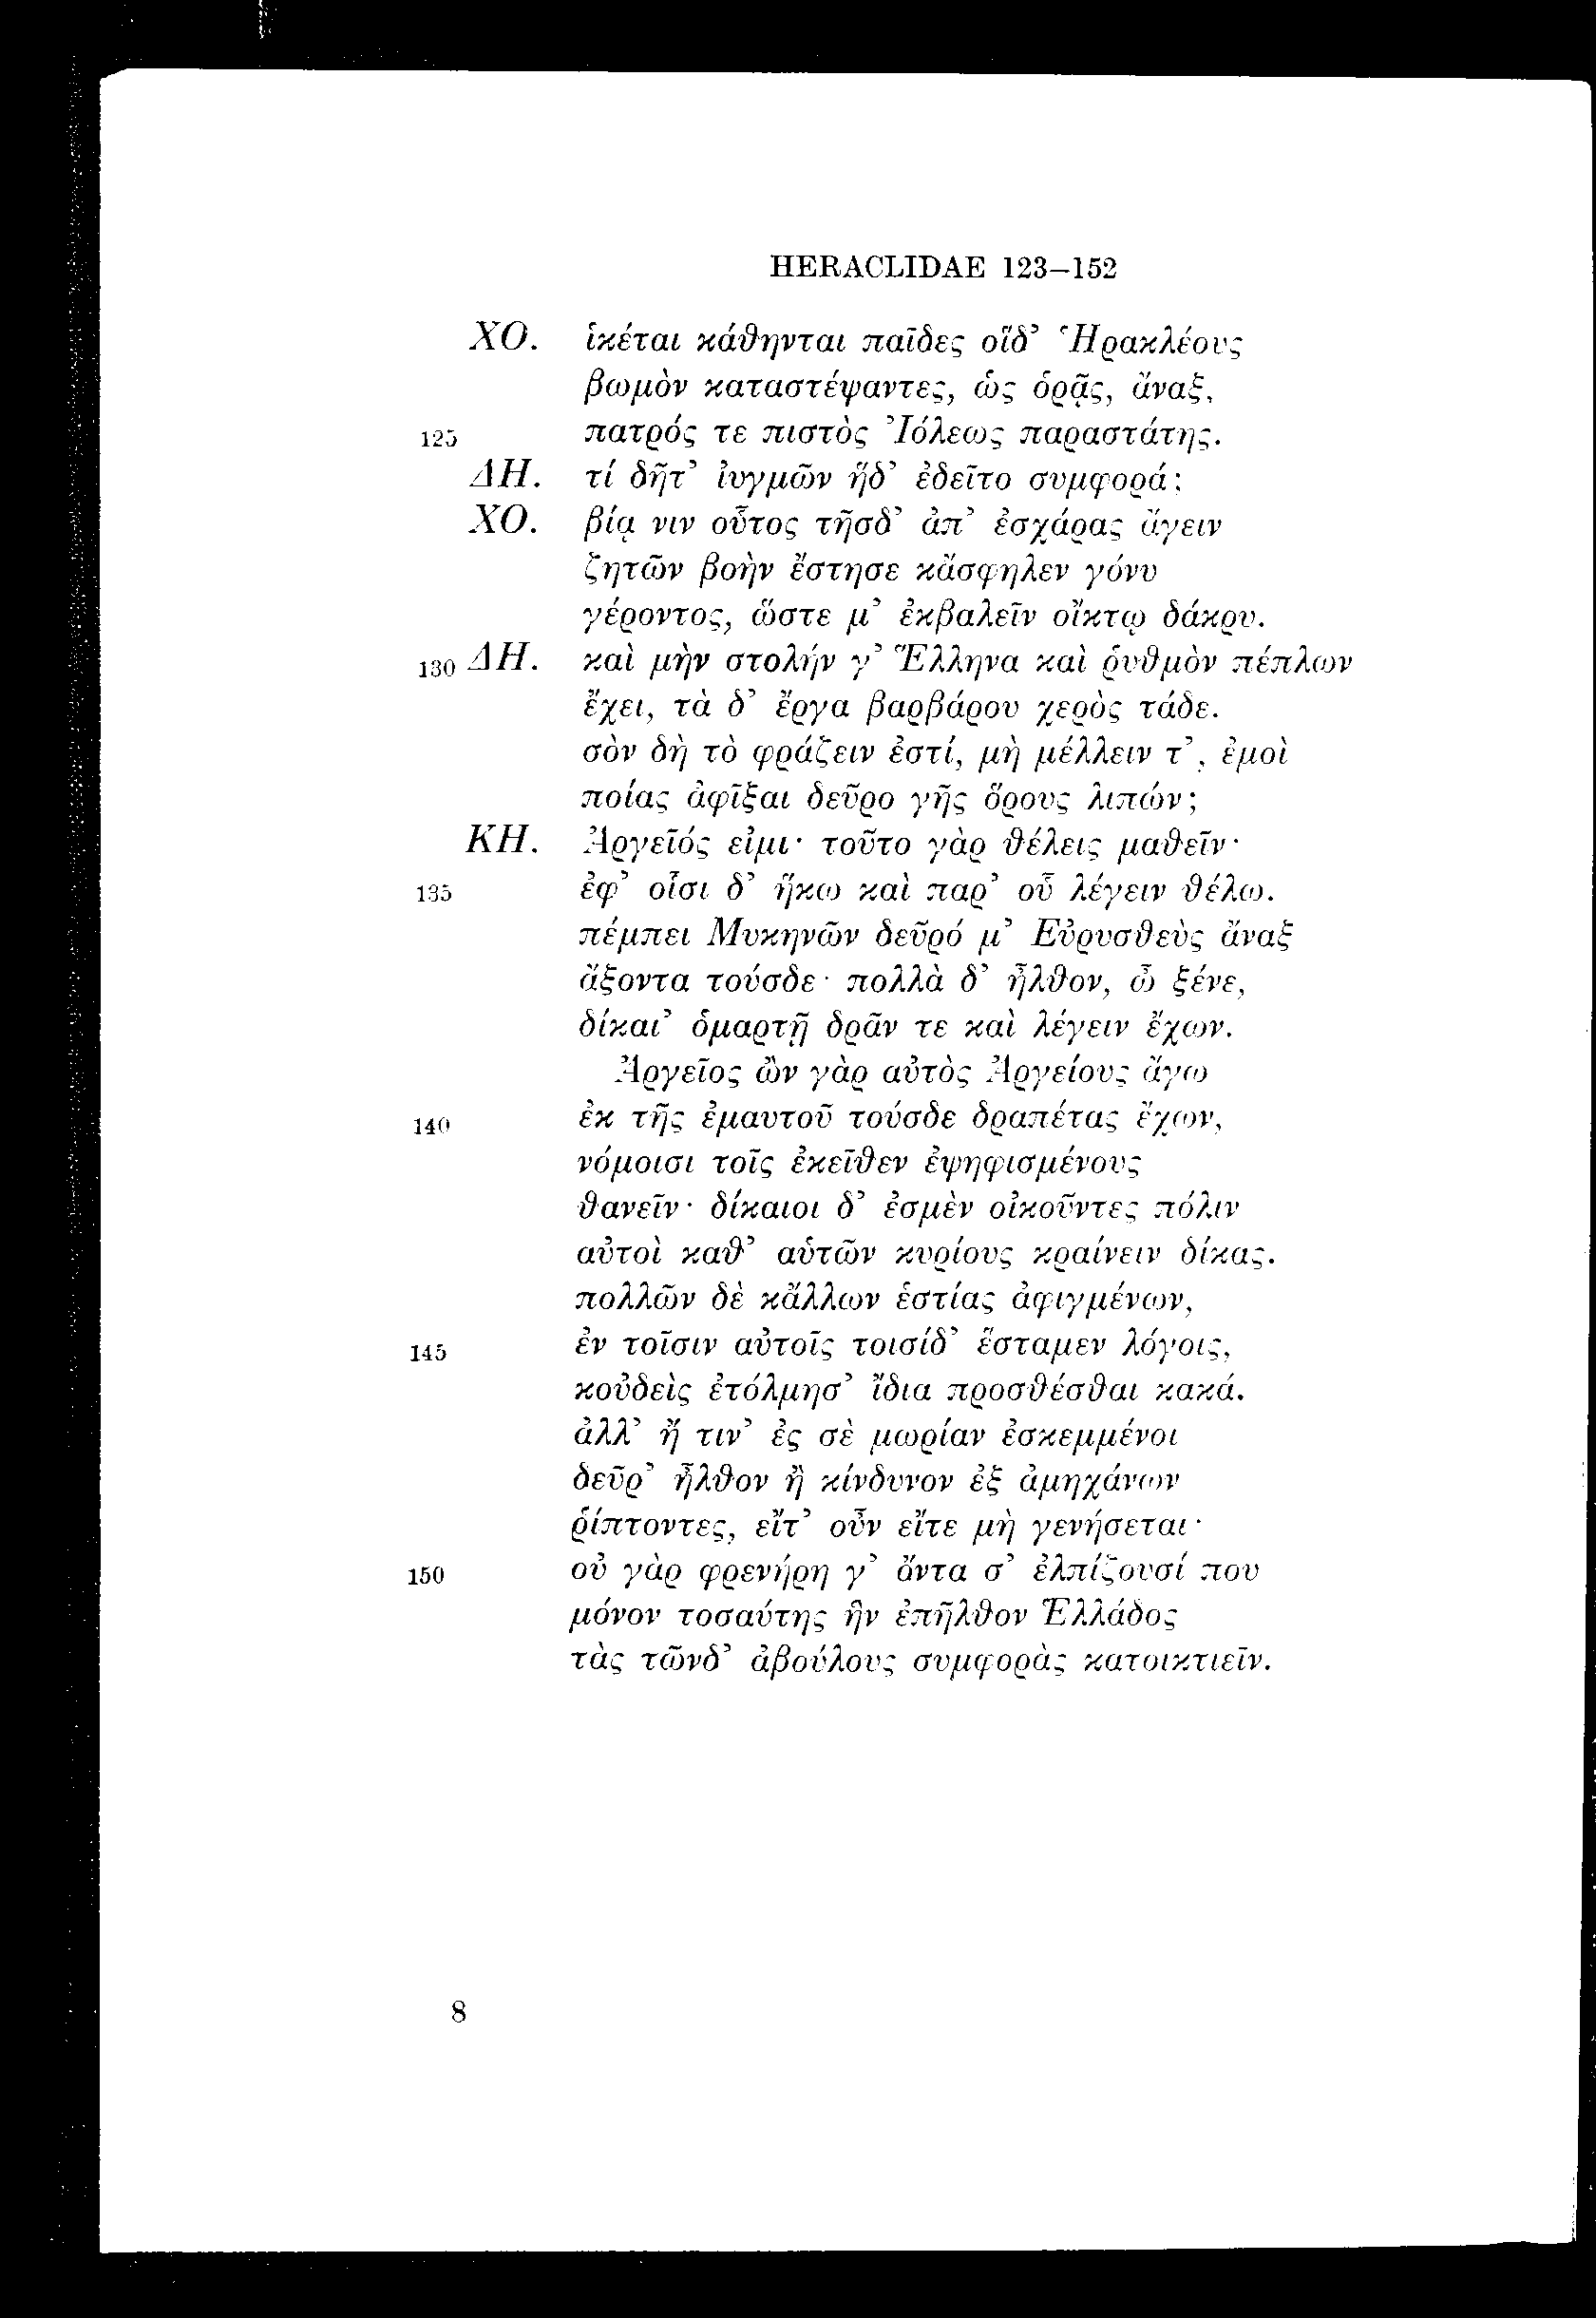 HERACLIDAE 123–152
ΧΟ. ἱκέται κάθηνται παῖδες οἵδ' Ἡρακλέους
βωμὸν καταστέψαντες, ὡς ὁρᾷς, ἄναξ,
125 πατρός τε πιστὸς Ἰόλεως παραστάτης.
ΔΗ. τί δῆτ' ἰυγμῶν ἥδ' ἐδεῖτο συμφορά;
ΧΟ. βίᾳ νιν οὗτος τῆσδ' ἀπ' ἐσχάρας ἄγειν
ζητῶν βοὴν ἔστησε κἄσφηλεν γόνυ
γέροντος, ὥστε μ' ἐκβαλεῖν οἴκτῳ δάκρυ.
130 ΔΗ. καὶ μὴν στολήν γ' Ἕλληνα καὶ ῥυθμὸν πέπλων
ἔχει, τὰ δ' ἔργα βαρβάρου χερὸς τάδε.
σὸν δὴ τὸ φράζειν ἐστί, μὴ μέλλειν τ', ἐμοὶ
ποίας ἀφῖξαι δεῦρο γῆς ὅρους λιπών;
ΚΗ. Ἀργεῖός εἰμι· τοῦτο γὰρ θέλεις μαθεῖν·
135 ἐφ' οἷσι δ' ἥκω καὶ παρ' οὗ λέγειν θέλω.
πέμπει Μυκηνῶν δεῦρό μ' Εὐρυσθεὺς ἄναξ
ἄξοντα τούσδε· πολλὰ δ' ἦλθον, ὦ ξένε,
δίκαι' ὁμαρτῇ δρᾶν τε καὶ λέγειν ἔχων.
Ἀργεῖος ὢν γὰρ αὐτὸς Ἀργείους ἄγω
140 ἐκ τῆς ἐμαυτοῦ τούσδε δραπέτας ἔχων,
νόμοισι τοῖς ἐκεῖθεν ἐψηφισμένους
θανεῖν· δίκαιοι δ' ἐσμὲν οἰκοῦντες πόλιν
αὐτοὶ καθ' αὑτῶν κυρίους κραίνειν δίκας.
πολλῶν δὲ κἄλλων ἑστίας ἀφιγμένων,
145 ἐν τοῖσιν αὐτοῖς τοισίδ' ἕσταμεν λόγοις,
κοὐδεὶς ἐτόλμησ' ἴδια προσθέσθαι κακά.
ἀλλ' ἤ τιν' ἐς σὲ μωρίαν ἐσκεμμένοι
δεῦρ' ἦλθον ἢ κίνδυνον ἐξ ἀμηχάνων
ῥίπτοντες, εἴτ' οὖν εἴτε μὴ γενήσεται·
150 οὐ γὰρ φρενήρη γ' ὄντα σ' ἐλπίζουσί που
μόνον τοσαύτης ἣν ἐπῆλθον Ἑλλάδος
τὰς τῶνδ' ἀβούλους συμφορὰς κατοικτιεῖν.
8